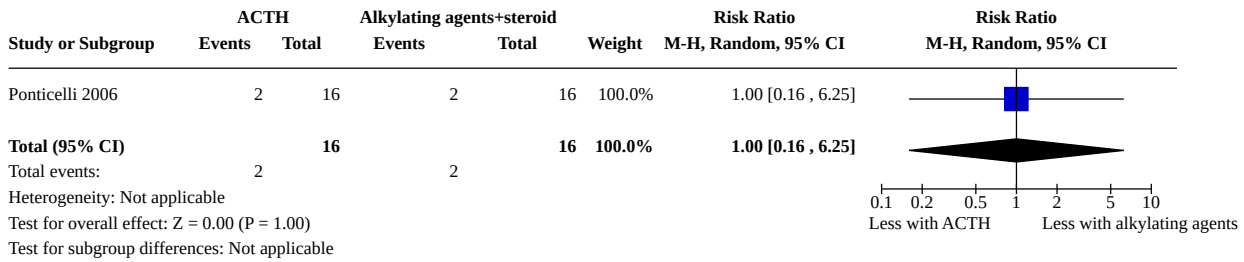 ACTH Alkylating agents+steroid Risk Ratio Risk Ratio
Study or Subgroup Events Total Events Total Weight M-H, Random, 95% CI M-H, Random, 95% CI
Ponticelli 2006 2 16 2 16 100.0% 1.00 [0.16 , 6.25]
Total (95% CI) 16 16 100.0% 1.00 [0.16 , 6.25]
Total events: 2 2
Heterogeneity: Not applicable
0.1 0.2 0.5 1 2 5 10
Test for overall effect: Z = 0.00 (P = 1.00)
Less with ACTH Less with alkylating agents
Test for subgroup differences: Not applicable